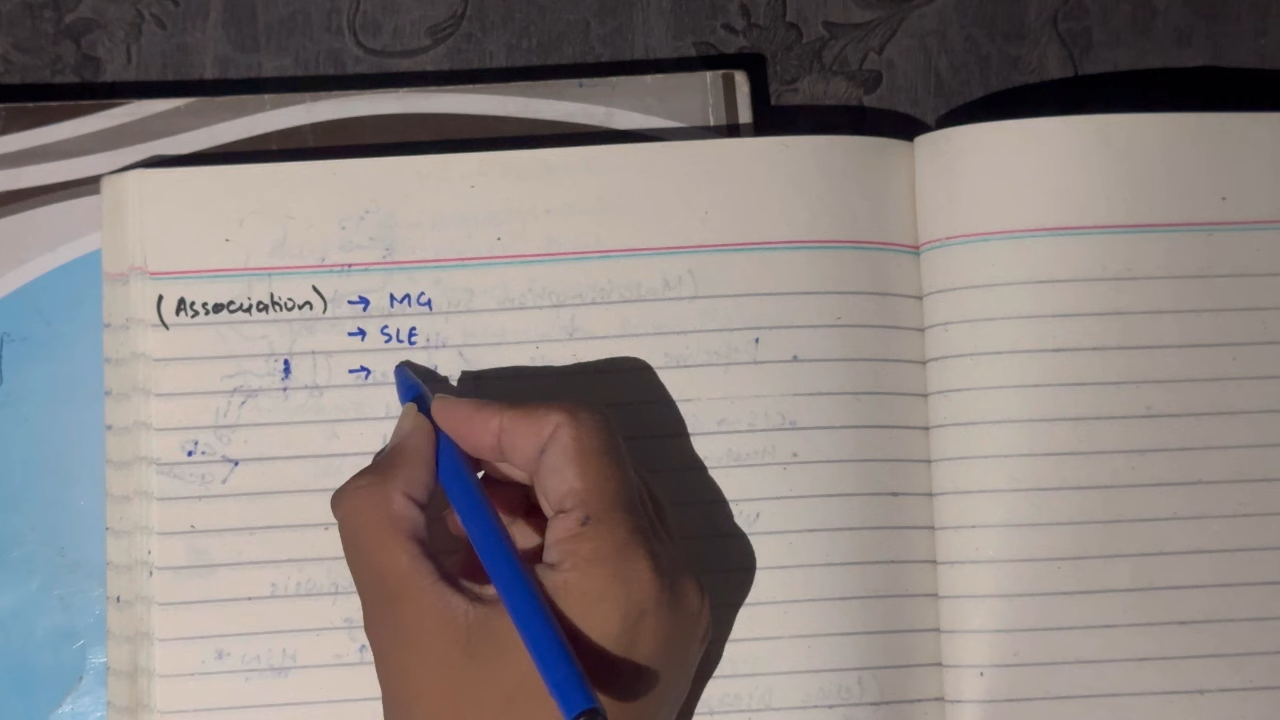 (Association) → MG
→ SLE
→